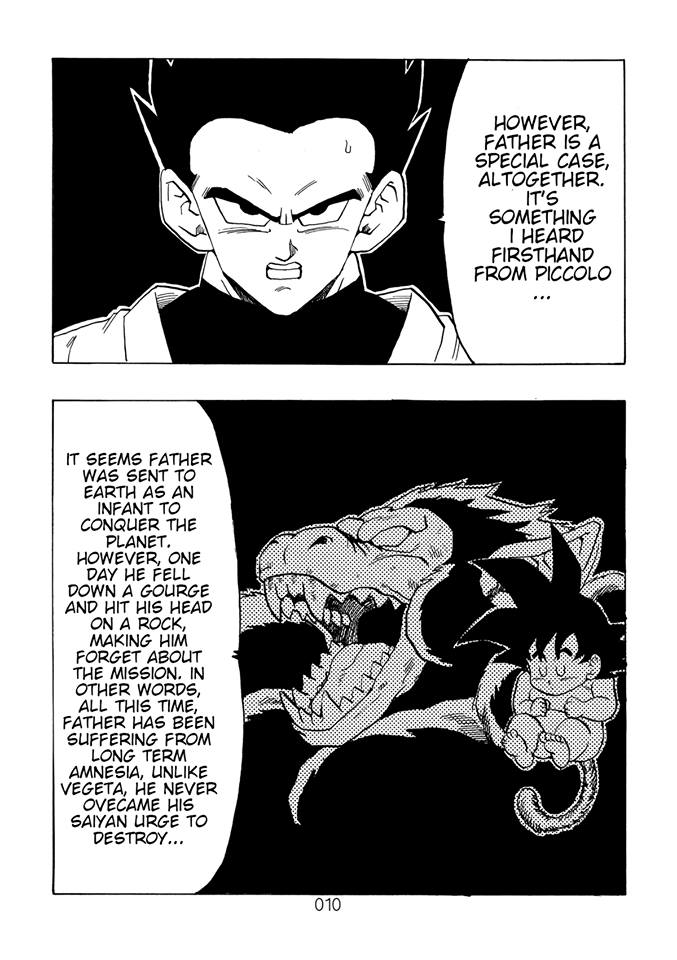 HOWEVER,
FATHER IS A
SPECIAL CASE,
ALTOGETHER.
IT'S
SOMETHING
I HEARD
FIRSTHAND
FROM PICCOLO
...
IT SEEMS FATHER
WAS SENT TO
EARTH AS AN
INFANT TO
CONQUER THE
PLANET.
HOWEVER, ONE
DAY HE FELL
DOWN A GOURGE
AND HIT HIS HEAD
ON A ROCK,
MAKING HIM
FORGET ABOUT
THE MISSION. IN
OTHER WORDS,
ALL THIS TIME,
FATHER HAS BEEN
SUFFERING FROM
LONG TERM
AMNESIA, UNLIKE
VEGETA, HE NEVER
OVECAME HIS
SAIYAN URGE TO
DESTROY...
010